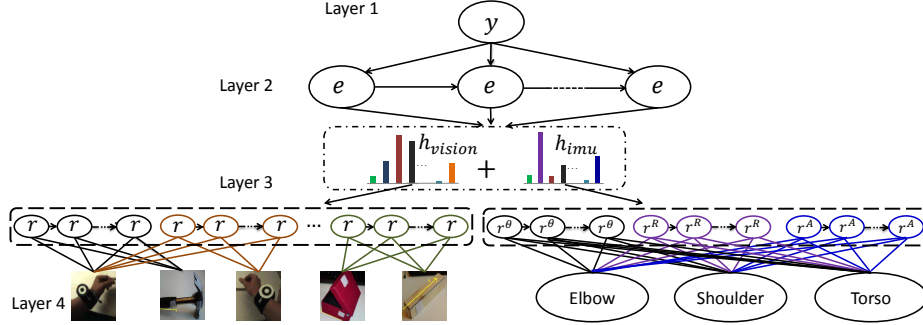 Layer 1
y
Layer 2
e e e
h_vision + h_imu
Layer 3
r r r r r r ... r r r r^θ r^θ r^θ r^R r^R r^R r^A r^A r^A
Layer 4
Elbow Shoulder Torso